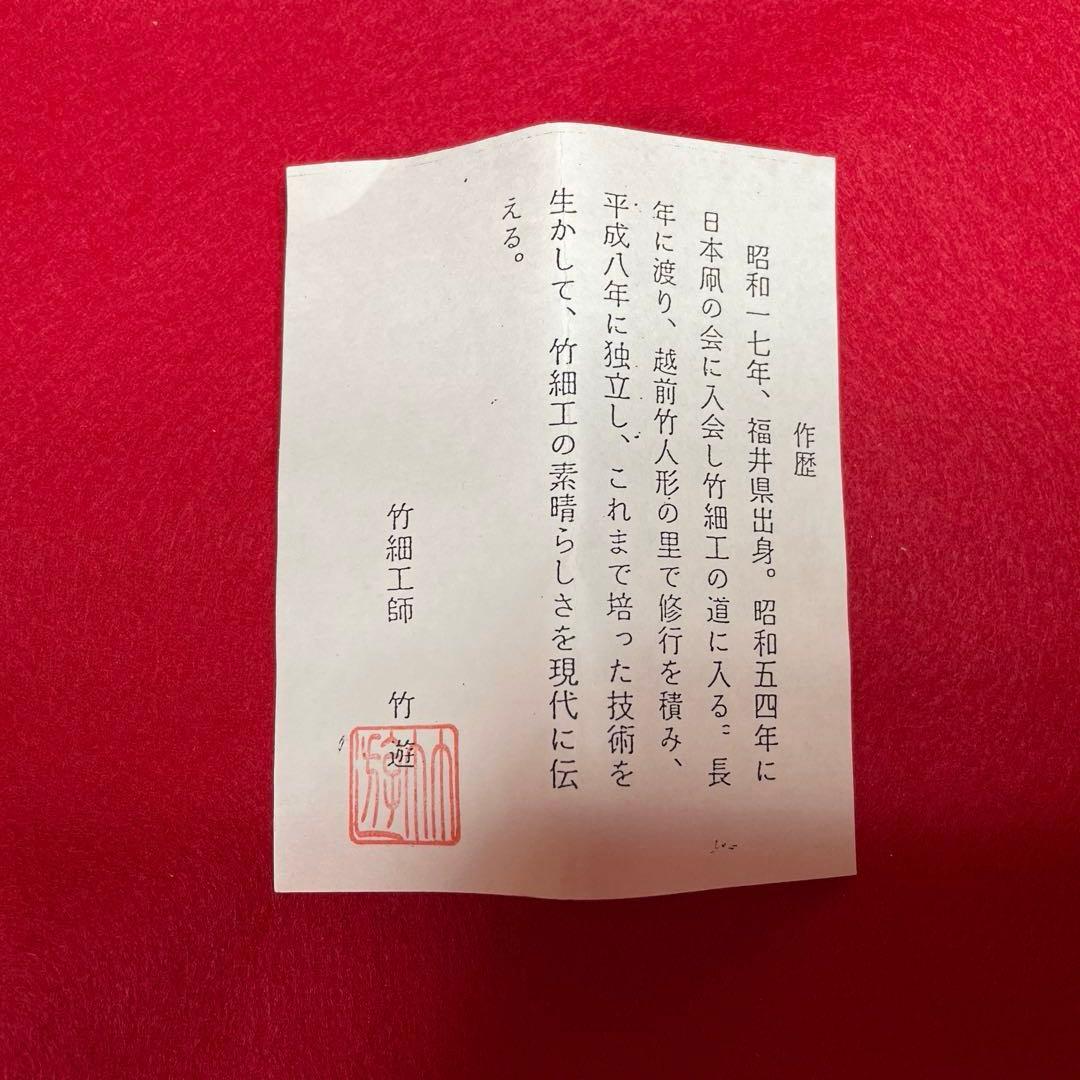 作歴
昭和一七年、福井県出身。昭和五四年に
日本凧の会に入会し竹細工の道に入る。長
年に渡り、越前竹人形の里で修行を積み、
平成八年に独立し、これまで培った技術を
生かして、竹細工の素晴らしさを現代に伝
える。
竹細工師 竹遊
竹遊